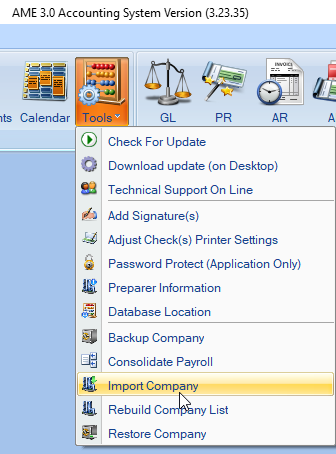 AME 3.0 Accounting System Version (3.23.35)
nts Calendar Tools GL PR AR A
INVOICE
Check For Update
Download update (on Desktop)
Technical Support On Line
Add Signature(s)
Adjust Check(s) Printer Settings
Password Protect (Application Only)
Preparer Information
Database Location
Backup Company
Consolidate Payroll
Import Company
Rebuild Company List
Restore Company